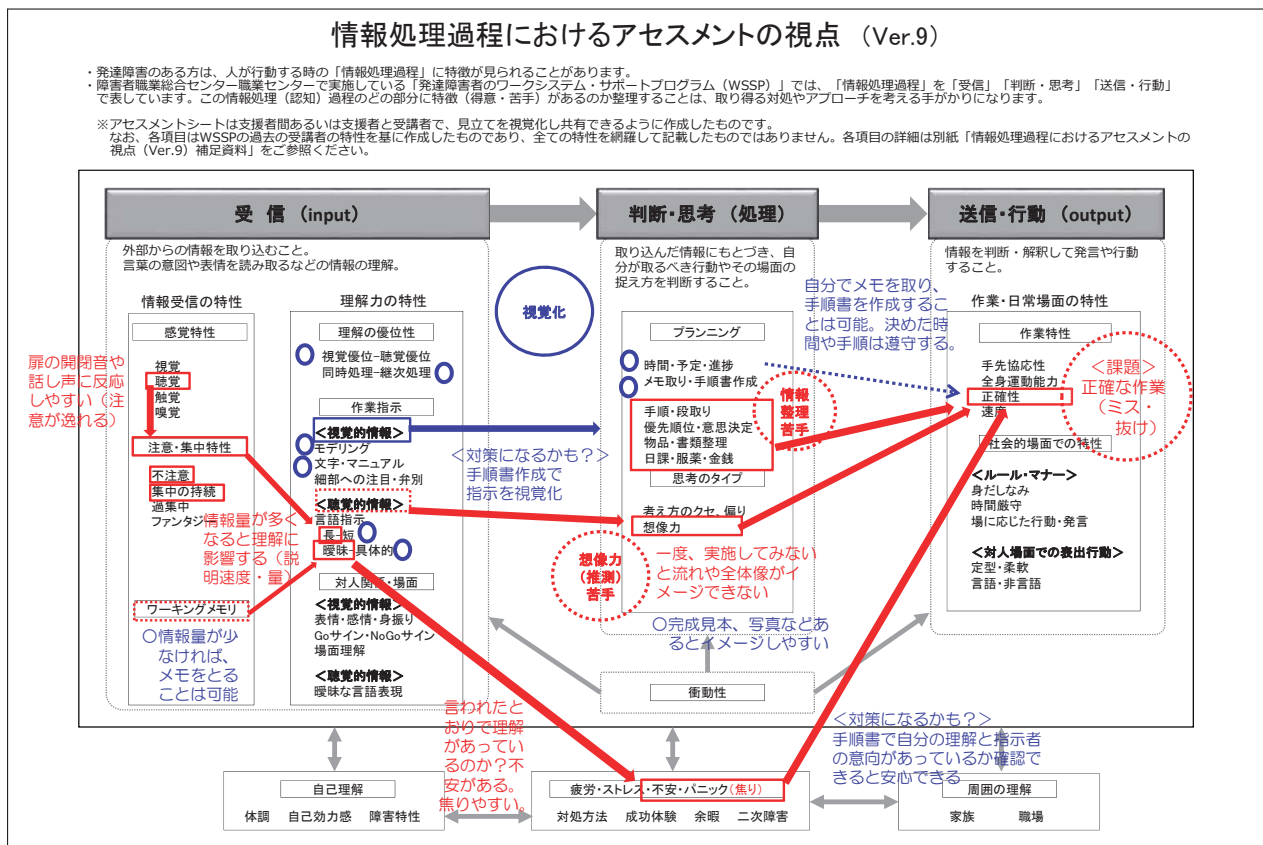 情報処理過程におけるアセスメントの視点 （Ver.9）
・発達障害のある方は、人が行動する時の「情報処理過程」に特徴が見られることがあります。
・障害者職業総合センター職業センターで実施している「発達障害者のワークシステム・サポートプログラム（WSSP）」では、「情報処理過程」を「受信」「判断・思考」「送信・行動」
で表しています。この情報処理（認知）過程のどの部分に特徴（得意・苦手）があるのか整理することは、取り得る対処やアプローチを考える手がかりになります。
※アセスメントシートは支援者間あるいは支援者と受講者で、見立てを視覚化し共有できるように作成したものです。
なお、各項目はWSSPの過去の受講者の特性を基に作成したものであり、全ての特性を網羅して記載したものではありません。各項目の詳細は別紙「情報処理過程におけるアセスメントの
視点（Ver.9）補足資料」をご参照ください。
受 信 （input）
外部からの情報を取り込むこと。
言葉の意図や表情を読み取るなどの情報の理解。
情報受信の特性
感覚特性
視覚
聴覚
触覚
嗅覚
扉の開閉音や
話し声に反応
しやすい（注
意が逸れる）
注意・集中特性
不注意
集中の持続
過集中
ファンタジー
情報量が多く
なると理解に
影響する（説
明速度・量）
ワーキングメモリ
〇情報量が少
なければ、
メモをとる
ことは可能
理解力の特性
理解の優位性
視覚優位-聴覚優位
同時処理-継次処理
作業指示
＜視覚的情報＞
モデリング
文字・マニュアル
細部への注目・弁別
＜聴覚的情報＞
言語指示
長-短
曖昧-具体的
対人関係・場面
＜視覚的情報＞
表情・感情・身振り
Goサイン・NoGoサイン
場面理解
＜聴覚的情報＞
曖昧な言語表現
視覚化
＜対策になるかも？＞
手順書作成で
指示を視覚化
判断・思考 （処理）
取り込んだ情報にもとづき、自
分が取るべき行動やその場面の
捉え方を判断すること。
プランニング
時間・予定・進捗
メモ取り・手順書作成
手順・段取り
優先順位・意思決定
物品・書類整理
日課・服薬・金銭
情報
整理
苦手
思考のタイプ
考え方のクセ、偏り
想像力
想像力
（推測）
苦手
一度、実施してみない
と流れや全体像がイ
メージできない
〇完成見本、写真などあ
るとイメージしやすい
衝動性
自分でメモを取り、
手順書を作成するこ
とは可能。決めた時
間や手順は遵守する。
送信・行動 （output）
情報を判断・解釈して発言や行動
すること。
作業・日常場面の特性
作業特性
手先協応性
全身運動能力
正確性
速度
＜課題＞
正確な作業
（ミス・
抜け）
社会的場面での特性
＜ルール・マナー＞
身だしなみ
時間厳守
場に応じた行動・発言
＜対人場面での表出行動＞
定型・柔軟
言語・非言語
言われたと
おりで理解
があってい
るのか？不
安がある。
焦りやすい。
＜対策になるかも？＞
手順書で自分の理解と指示者
の意向があっているか確認で
きると安心できる
自己理解
体調 自己効力感 障害特性
疲労・ストレス・不安・パニック（焦り）
対処方法 成功体験 余暇 二次障害
周囲の理解
家族 職場